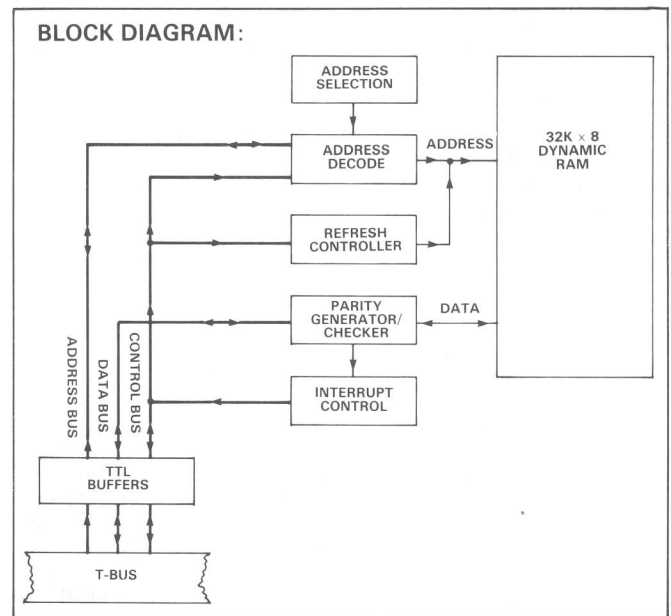 BLOCK DIAGRAM:
ADDRESS
SELECTION
ADDRESS
DECODE
ADDRESS
32K × 8
DYNAMIC
RAM
REFRESH
CONTROLLER
PARITY
GENERATOR/
CHECKER
DATA
INTERRUPT
CONTROL
ADDRESS BUS
DATA BUS
CONTROL BUS
TTL
BUFFERS
T-BUS